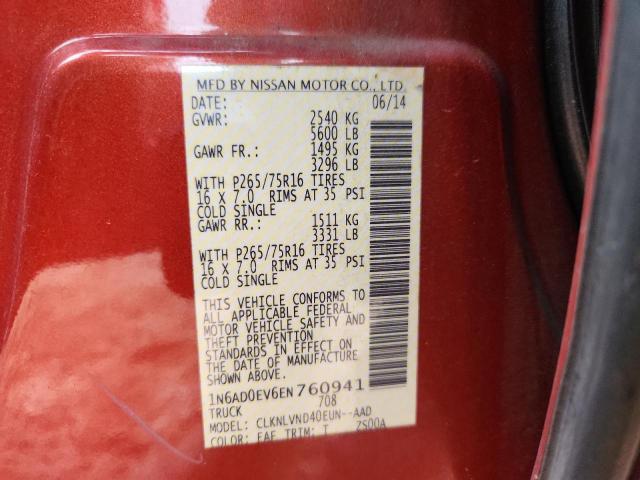 MFD BY NISSAN MOTOR CO., LTD.
DATE: 06/14
GVWR: 2540 KG
5600 LB
GAWR FR.: 1495 KG
3296 LB
WITH P265/75R16 TIRES
16 X 7.0 RIMS AT 35 PSI
COLD SINGLE
GAWR RR.: 1511 KG
3331 LB
WITH P265/75R16 TIRES
16 X 7.0 RIMS AT 35 PSI
COLD SINGLE
THIS VEHICLE CONFORMS TO
ALL APPLICABLE FEDERAL
MOTOR VEHICLE SAFETY AND
THEFT PREVENTION
STANDARDS IN EFFECT ON
THE DATE OF MANUFACTURE
SHOWN ABOVE.
1N6AD0EV6EN760941
TRUCK 708
MODEL: CLKNLVND40EUN--AAD
COLOR: EAE TRIM: T ZS00A